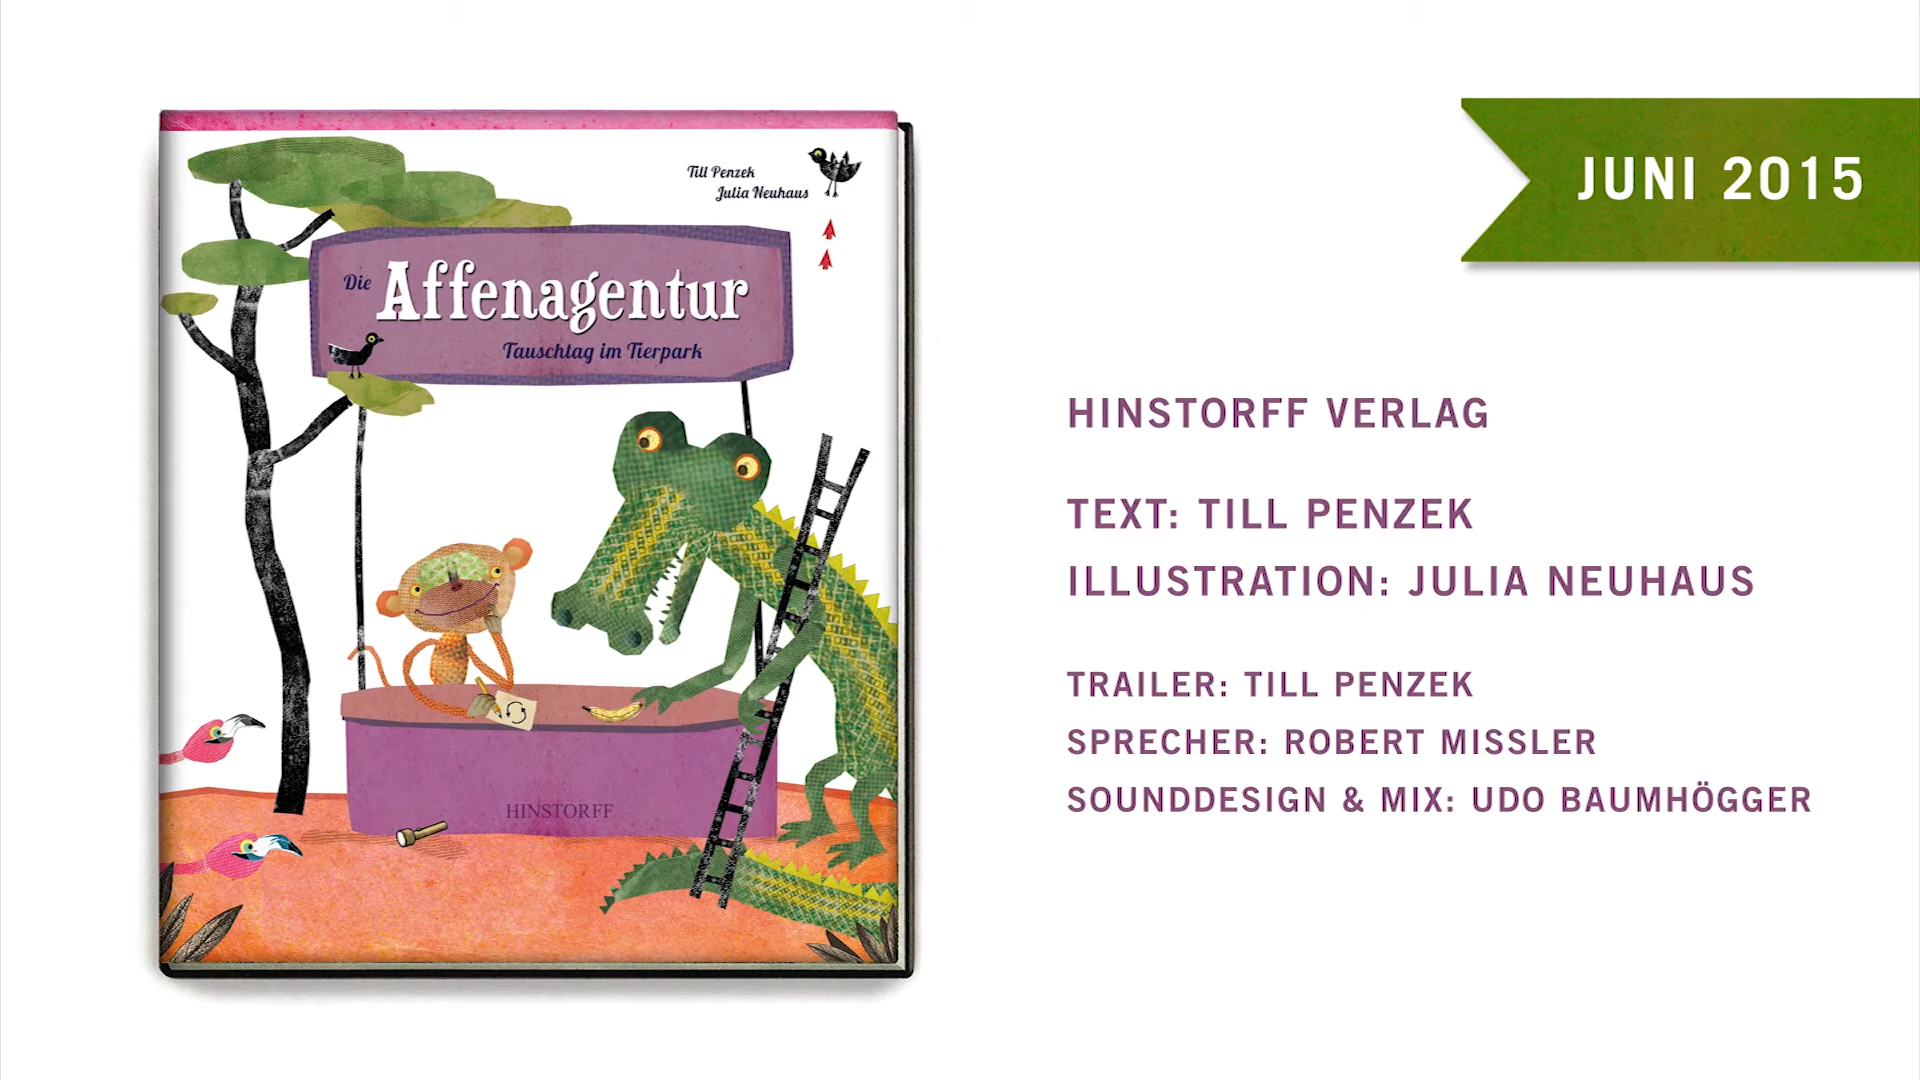 Till Penzek
Julia Neuhaus
Die Affenagentur
Tauschtag im Tierpark
HINSTORFF
JUNI 2015
HINSTORFF VERLAG
TEXT: TILL PENZEK
ILLUSTRATION: JULIA NEUHAUS
TRAILER: TILL PENZEK
SPRECHER: ROBERT MISSLER
SOUNDDESIGN & MIX: UDO BAUMHÖGGER